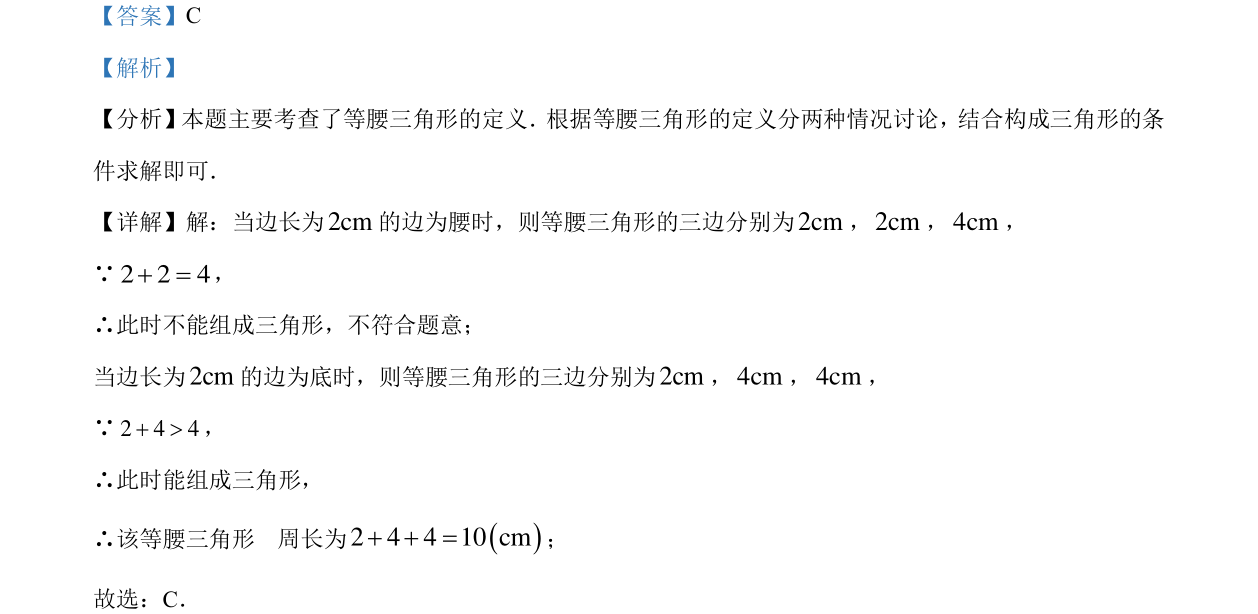 【答案】C
【解析】
【分析】本题主要考查了等腰三角形的定义．根据等腰三角形的定义分两种情况讨论，结合构成三角形的条
件求解即可．
【详解】解：当边长为2cm的边为腰时，则等腰三角形的三边分别为2cm，2cm，4cm，
∵2+2=4，
∴此时不能组成三角形，不符合题意；
当边长为2cm的边为底时，则等腰三角形的三边分别为2cm，4cm，4cm，
∵2+4>4，
∴此时能组成三角形，
∴该等腰三角形 周长为2+4+4=10(cm)；
故选：C．